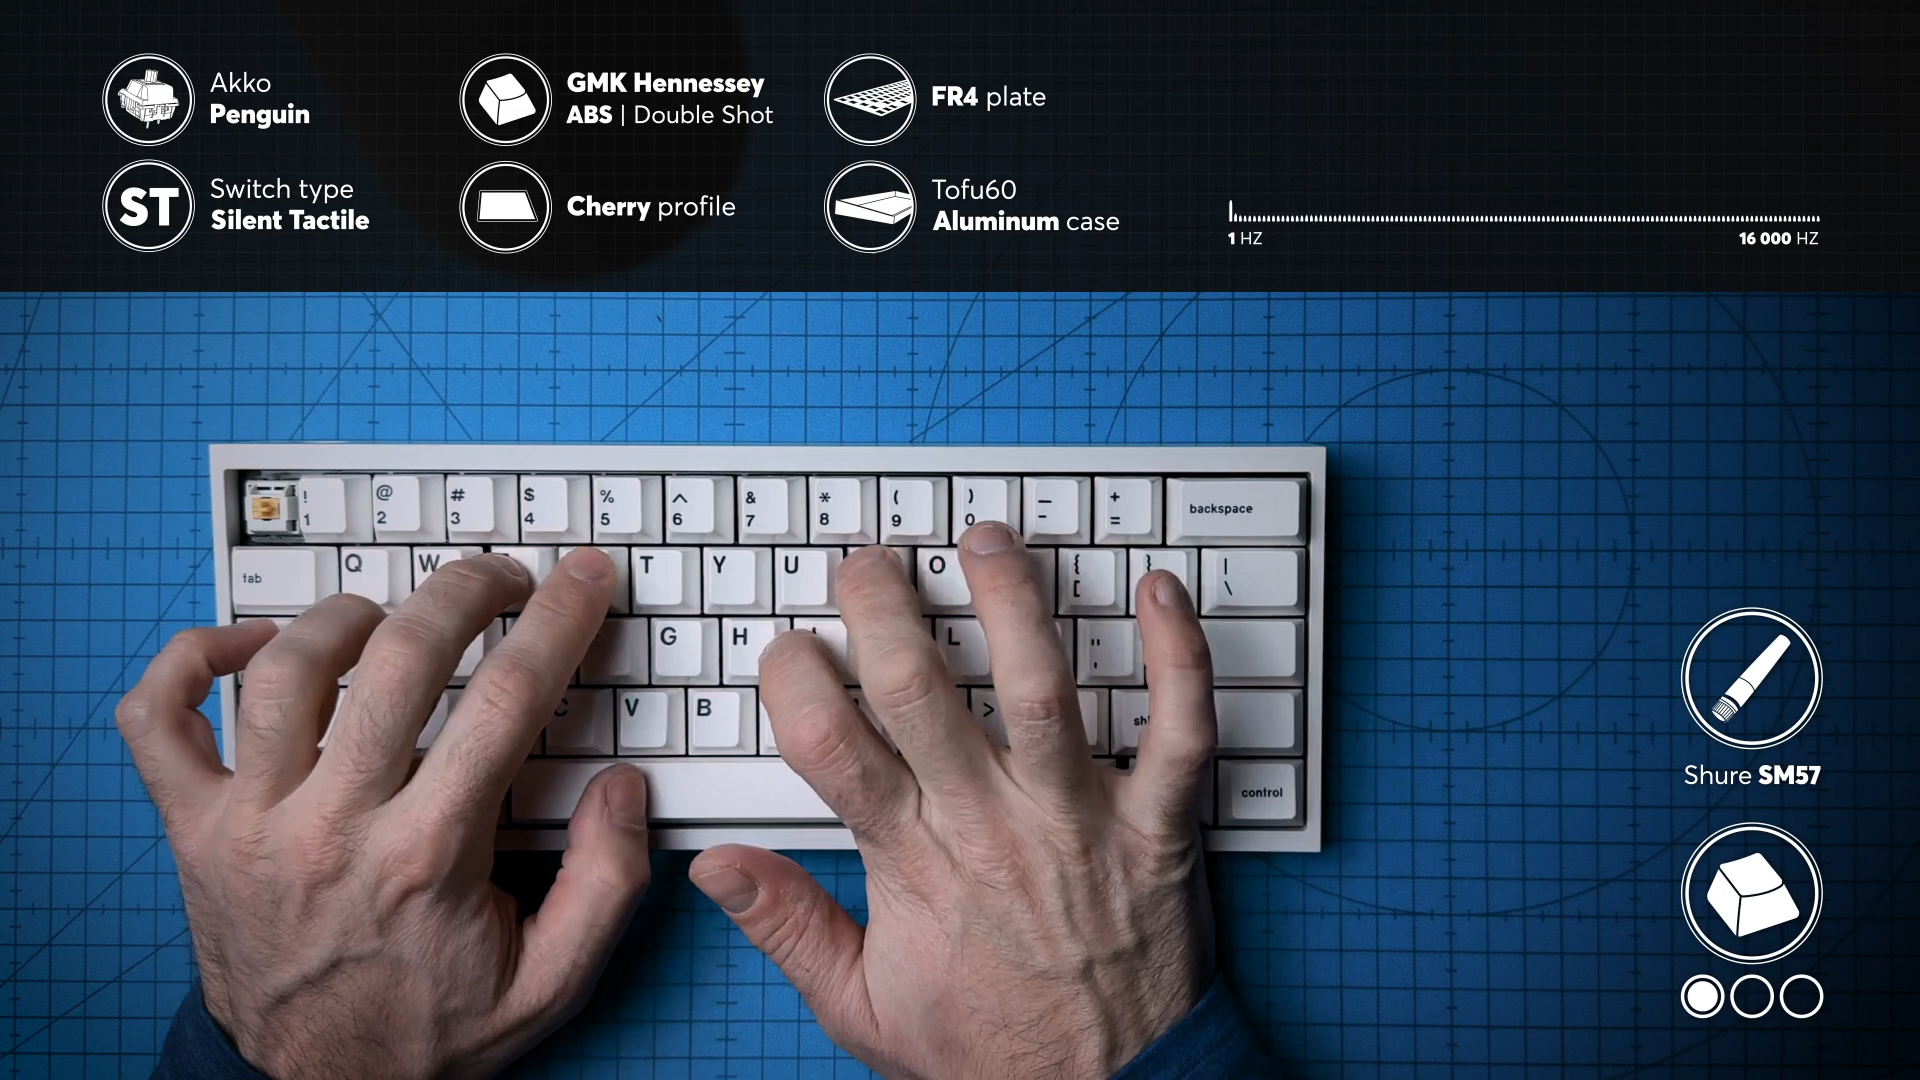 Akko
Penguin
GMK Hennessey
ABS | Double Shot
FR4 plate
ST
Switch type
Silent Tactile
Cherry profile
Tofu60
Aluminum case
1 HZ
16 000 HZ
! @ # $ % ^ & * ( ) _ +
1 2 3 4 5 6 7 8 9 0 - = backspace
tab Q W T Y U O { } |
[ \
G H L "
'
C V B >
control
Shure SM57